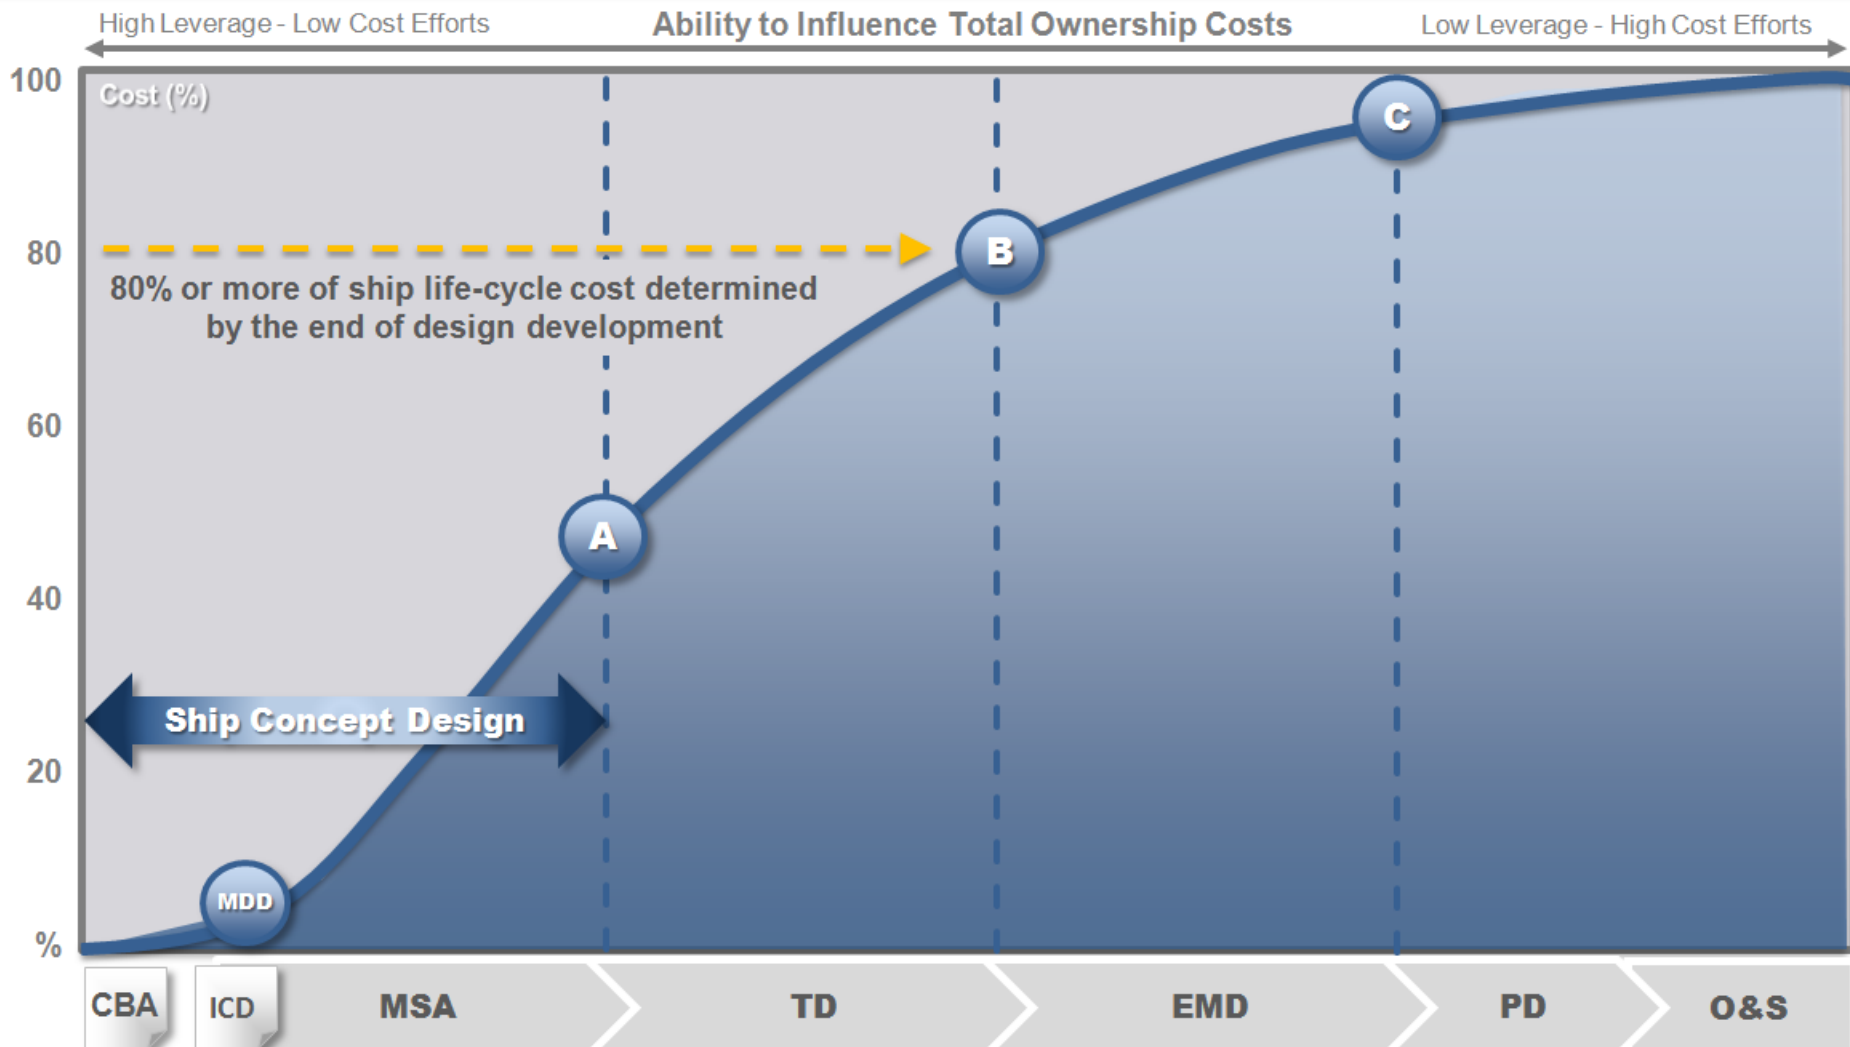 High Leverage - Low Cost Efforts
Ability to Influence Total Ownership Costs
Low Leverage - High Cost Efforts
100
Cost (%)
C
80
B
80% or more of ship life-cycle cost determined
by the end of design development
60
A
40
Ship Concept Design
20
MDD
%
CBA
ICD
MSA
TD
EMD
PD
O&S